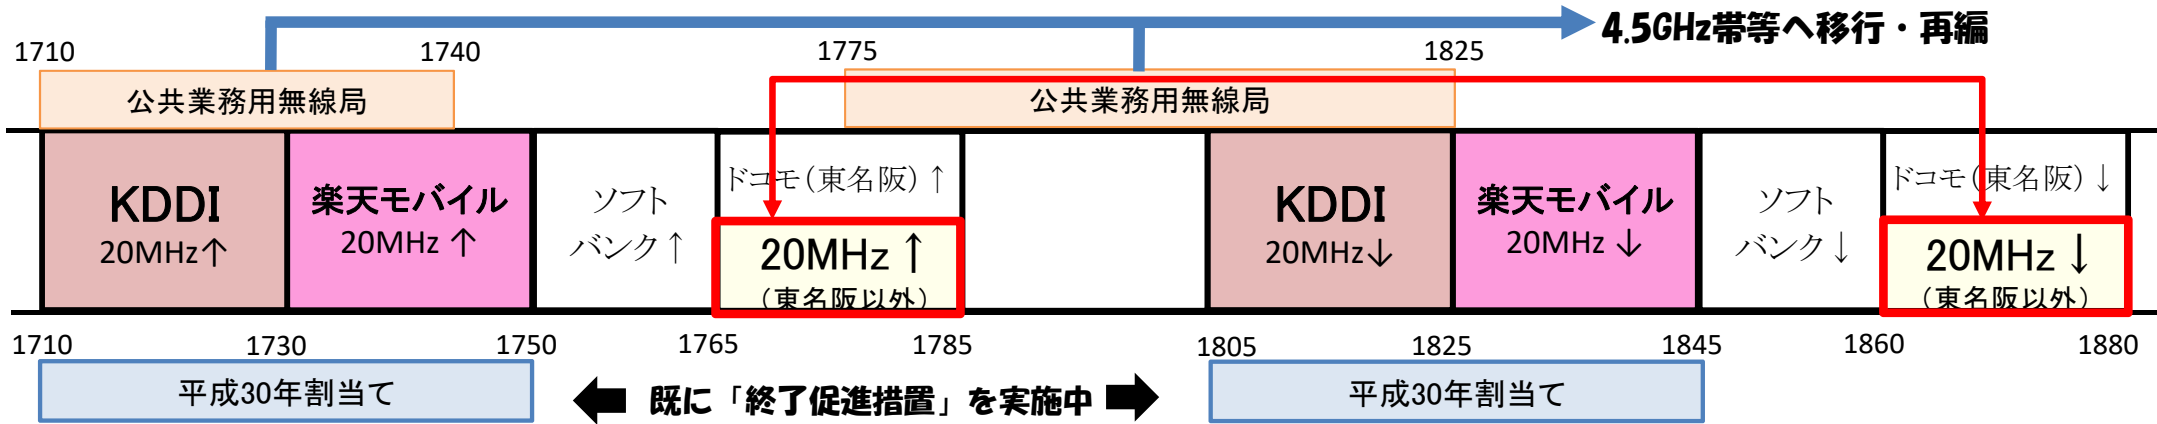 4.5GHz帯等へ移行・再編
1710
1740
1775
1825
公共業務用無線局
公共業務用無線局
KDDI
20MHz↑
楽天モバイル
20MHz ↑
ソフト
バンク↑
ドコモ(東名阪)↑
20MHz ↑
(東名阪以外)
KDDI
20MHz↓
楽天モバイル
20MHz ↓
ソフト
バンク↓
ドコモ(東名阪)↓
20MHz ↓
(東名阪以外)
1710
1730
1750
1765
1785
1805
1825
1845
1860
1880
平成30年割当て
既に「終了促進措置」を実施中
平成30年割当て